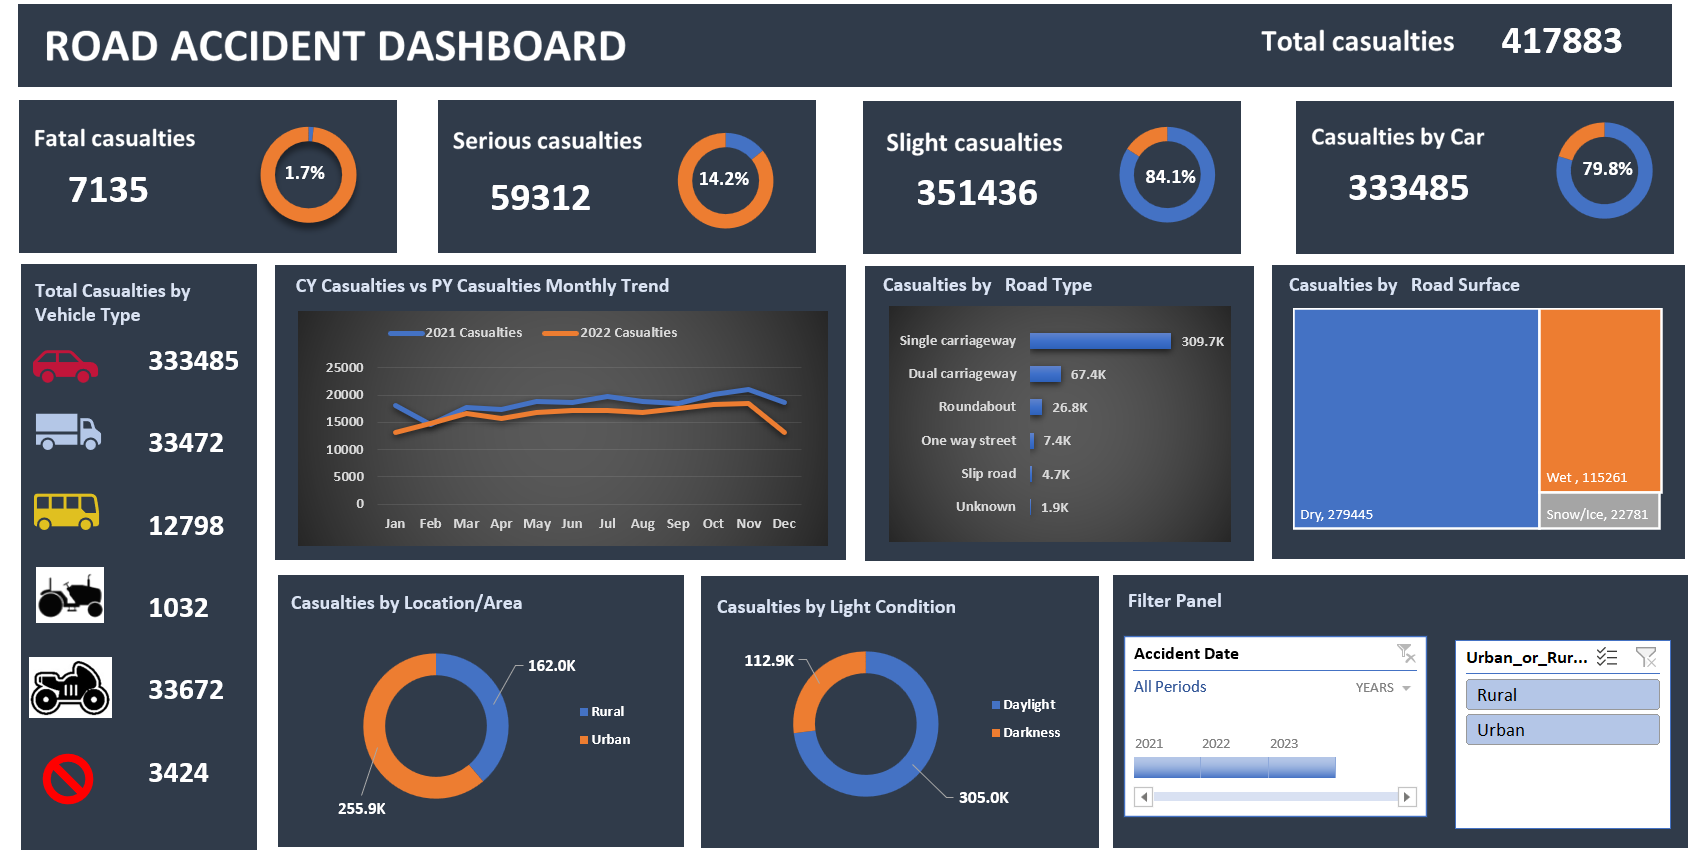 ROAD ACCIDENT DASHBOARD
Total casualties 417883
Fatal casualties
7135
1.7%
Serious casualties
59312
14.2%
Slight casualties
351436
84.1%
Casualties by Car
333485
79.8%
Total Casualties by
Vehicle Type
333485
33472
12798
1032
33672
3424
CY Casualties vs PY Casualties Monthly Trend
2021 Casualties 2022 Casualties
25000
20000
15000
10000
5000
0
Jan Feb Mar Apr May Jun Jul Aug Sep Oct Nov Dec
Casualties by Road Type
Single carriageway 309.7K
Dual carriageway 67.4K
Roundabout 26.8K
One way street 7.4K
Slip road 4.7K
Unknown 1.9K
Casualties by Road Surface
Dry, 279445
Wet , 115261
Snow/Ice, 22781
Casualties by Location/Area
162.0K
255.9K
Rural
Urban
Casualties by Light Condition
112.9K
305.0K
Daylight
Darkness
Filter Panel
Accident Date
All Periods YEARS
2021 2022 2023
Urban_or_Rur...
Rural
Urban